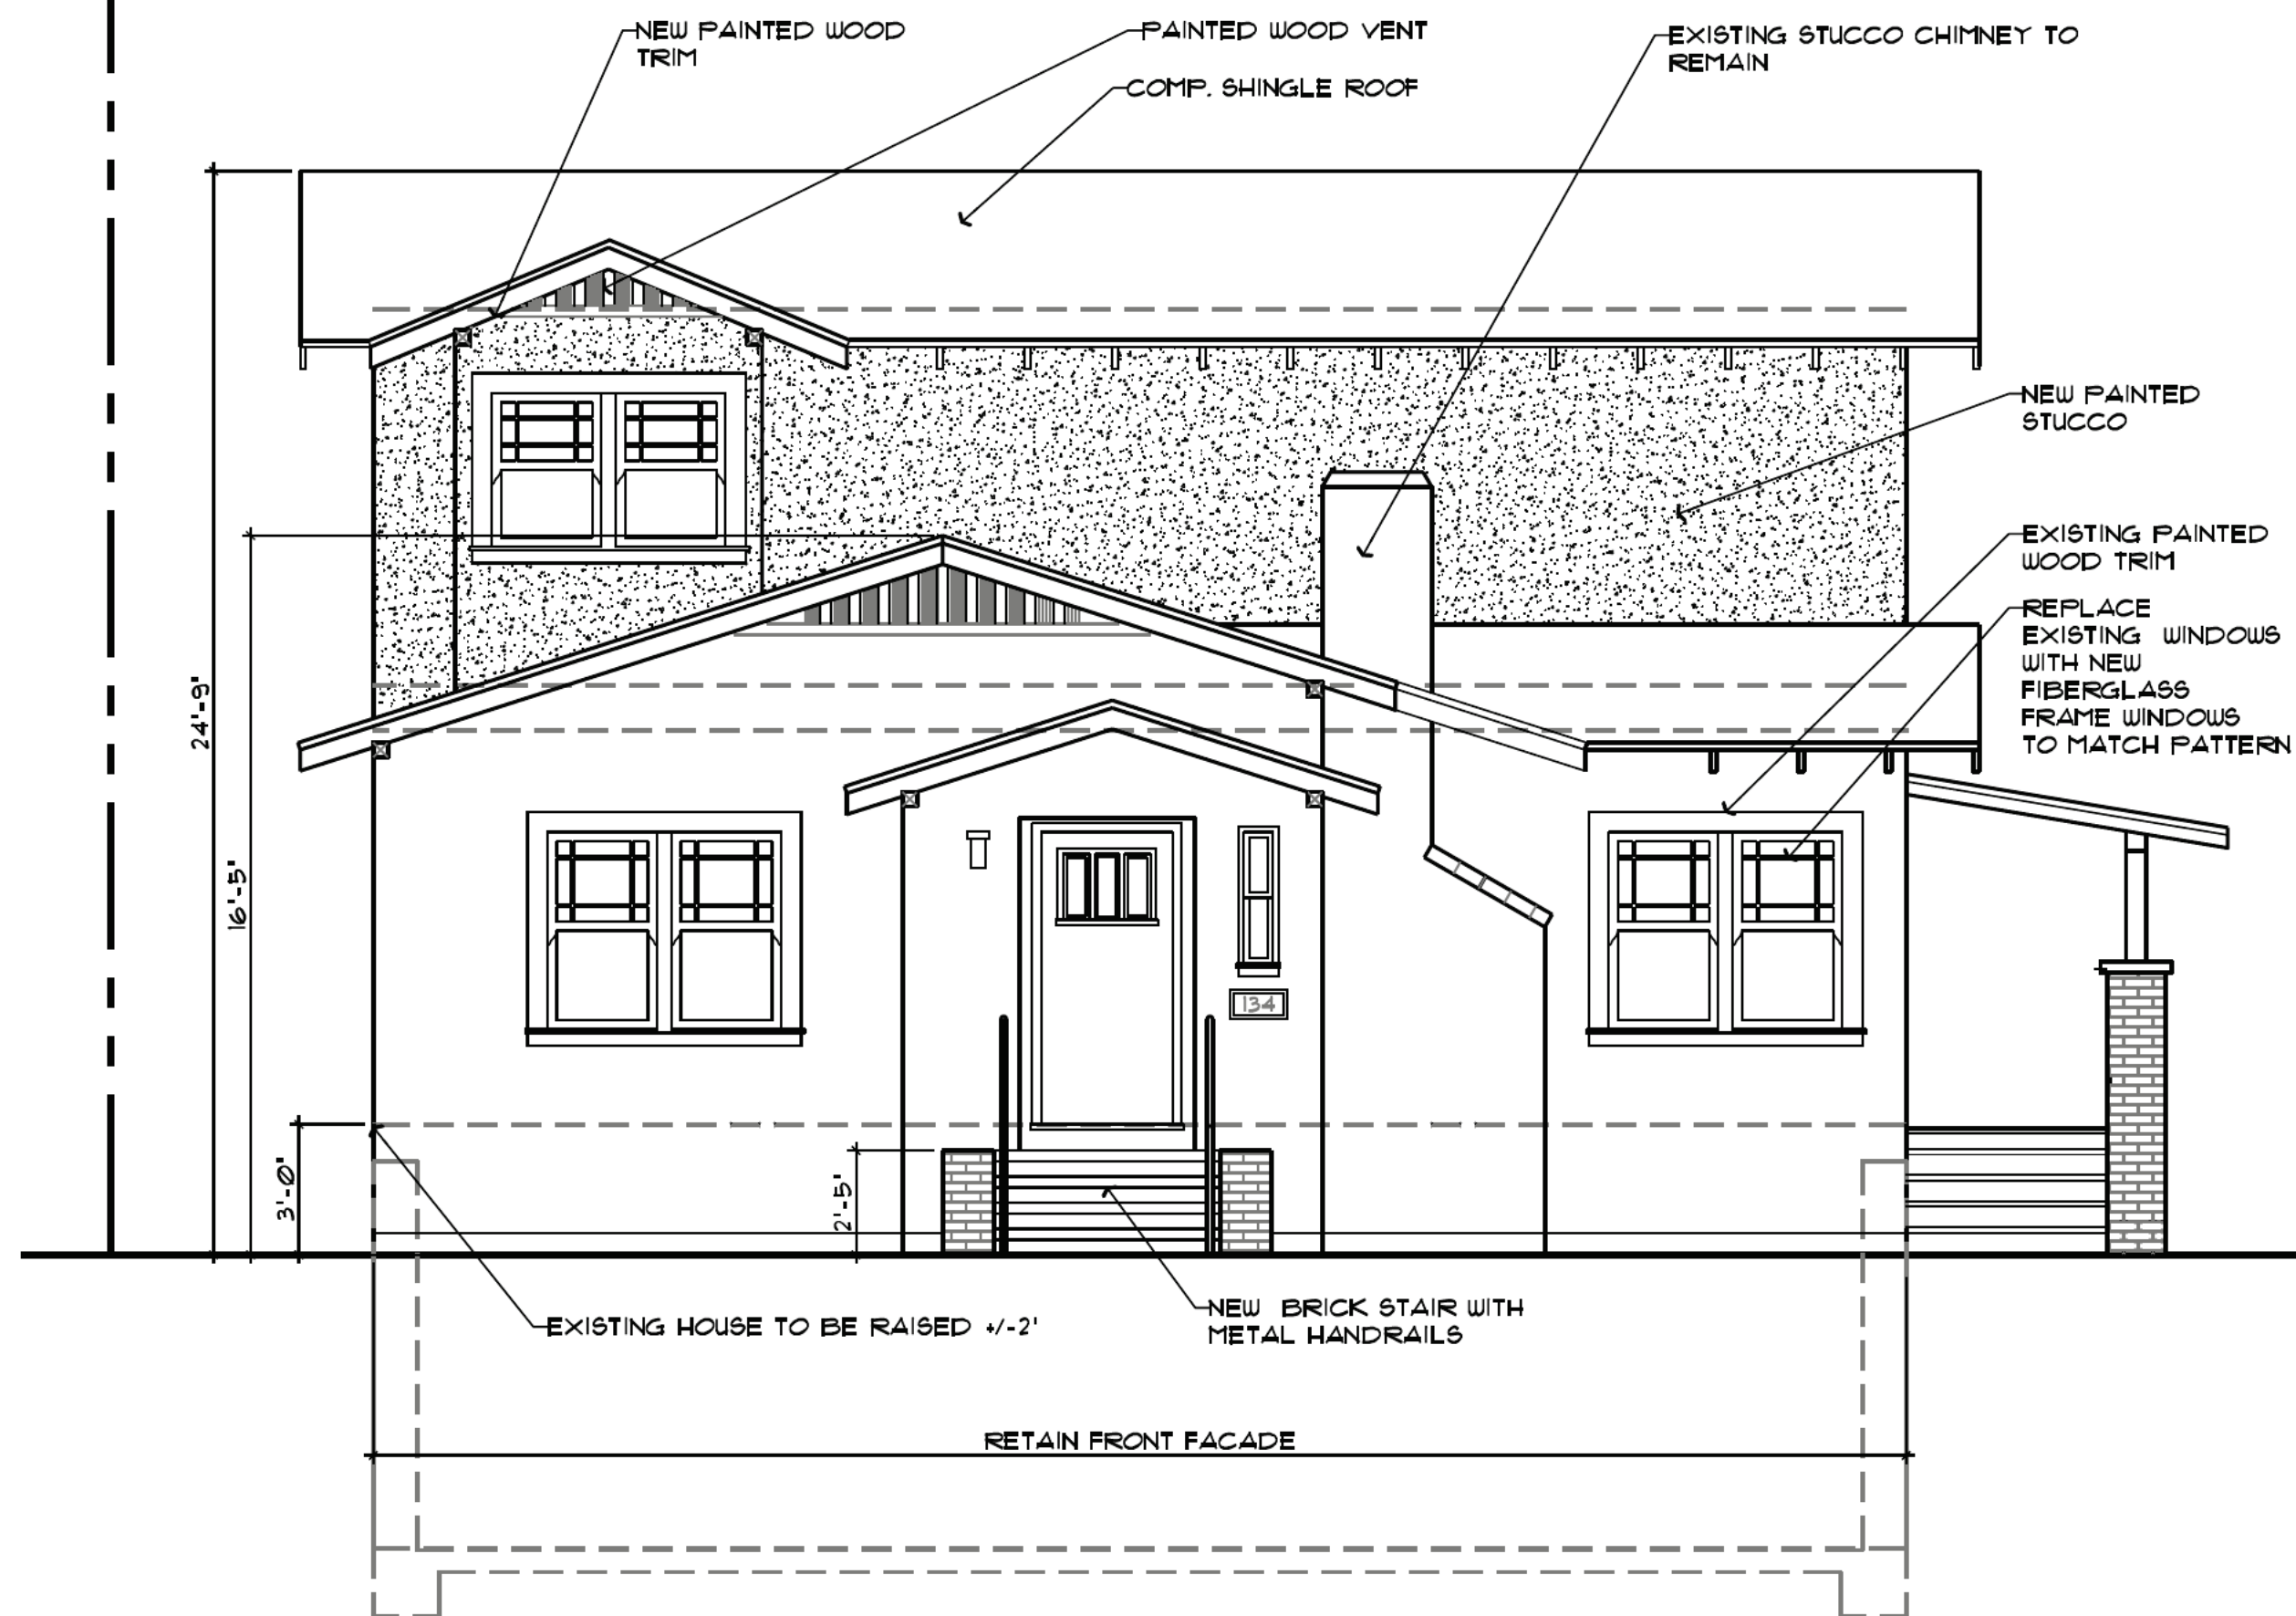 NEW PAINTED WOOD
TRIM
PAINTED WOOD VENT
COMP. SHINGLE ROOF
EXISTING STUCCO CHIMNEY TO
REMAIN
NEW PAINTED
STUCCO
EXISTING PAINTED
WOOD TRIM
REPLACE
EXISTING WINDOWS
WITH NEW
FIBERGLASS
FRAME WINDOWS
TO MATCH PATTERN
24'-9"
16'-5"
3'-0"
2'-5"
134
EXISTING HOUSE TO BE RAISED +/-2'
NEW BRICK STAIR WITH
METAL HANDRAILS
RETAIN FRONT FACADE